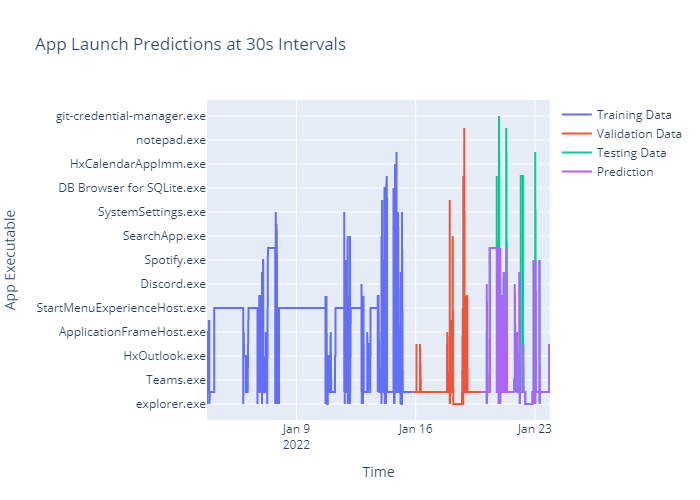 App Launch Predictions at 30s Intervals
git-credential-manager.exe
notepad.exe
HxCalendarAppImm.exe
DB Browser for SQLite.exe
SystemSettings.exe
SearchApp.exe
Spotify.exe
Discord.exe
StartMenuExperienceHost.exe
ApplicationFrameHost.exe
HxOutlook.exe
Teams.exe
explorer.exe
App Executable
Jan 9
2022
Jan 16
Jan 23
Time
Training Data
Validation Data
Testing Data
Prediction